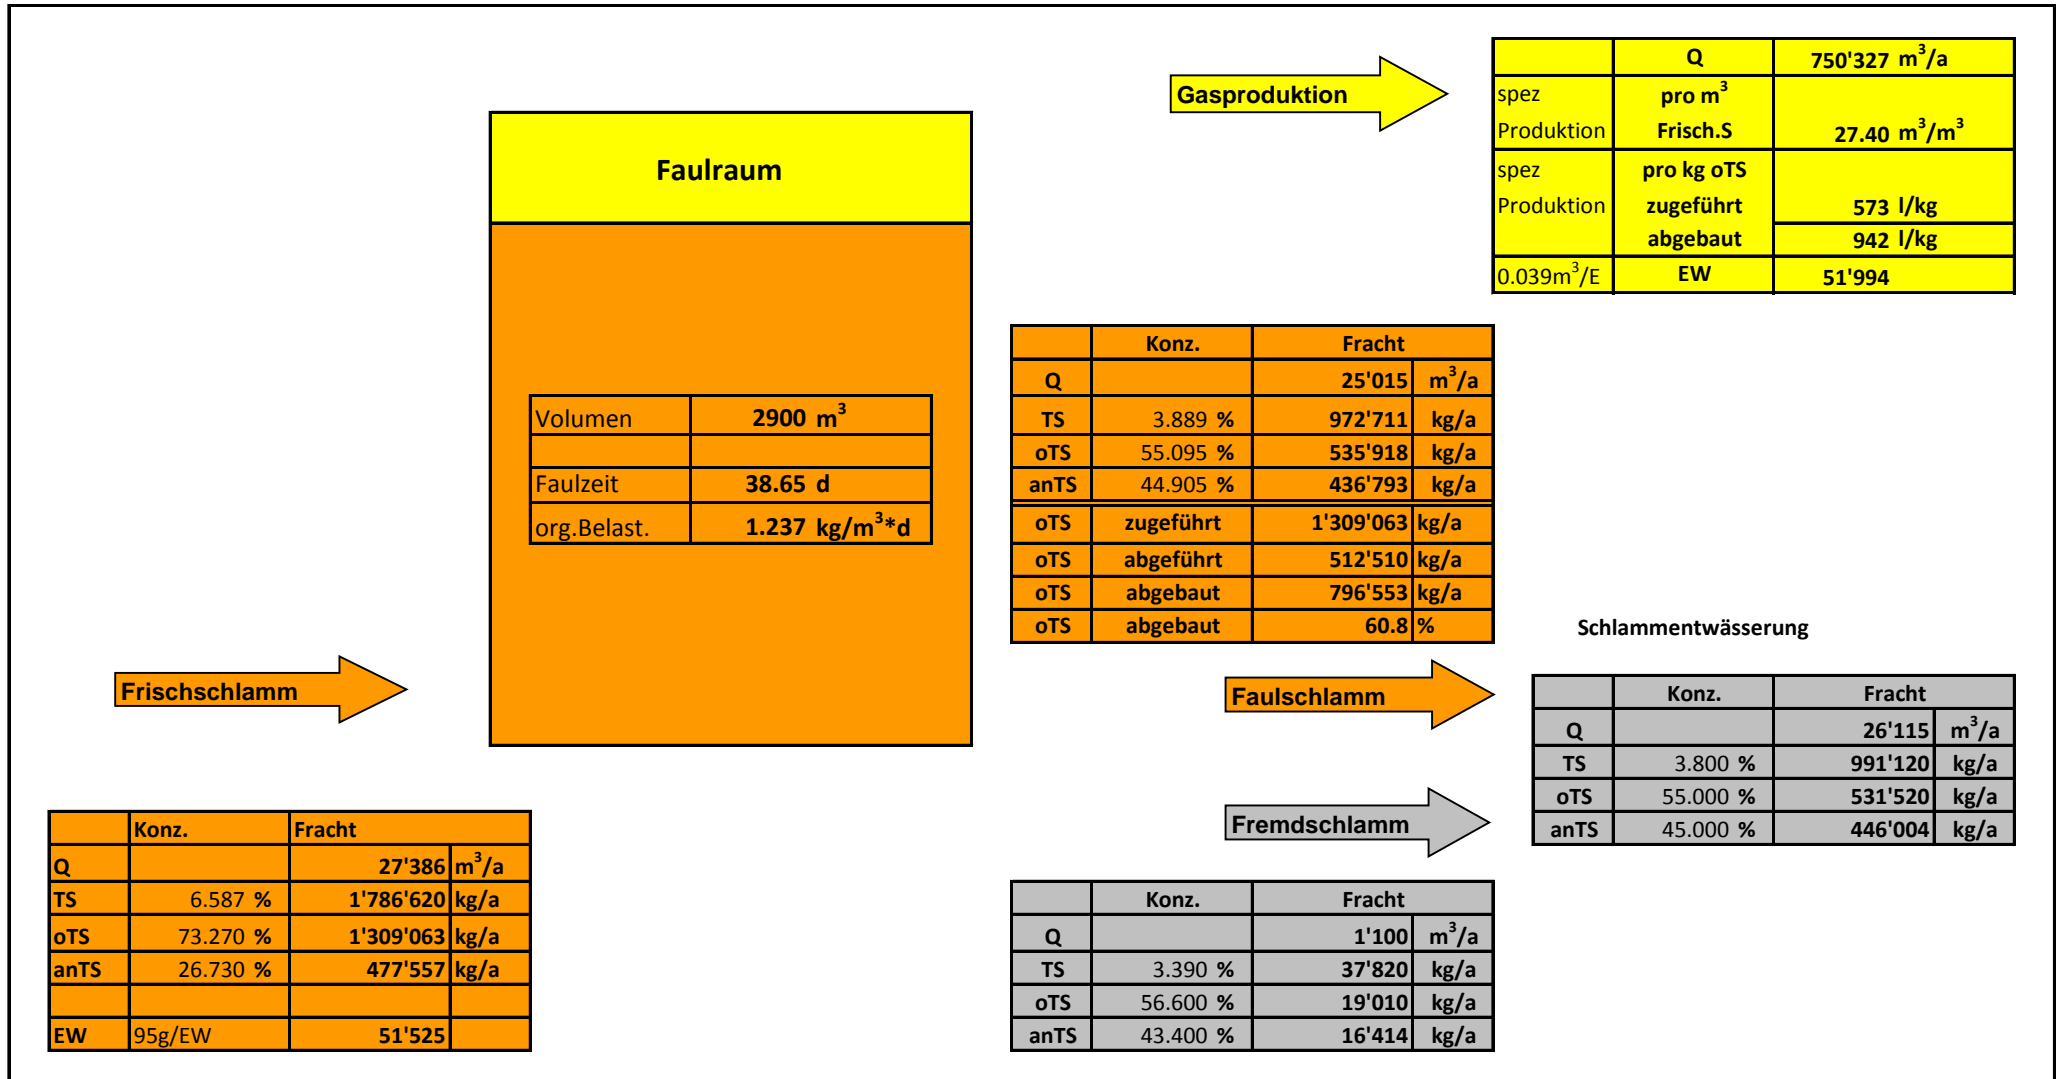 Gasproduktion
Q 750'327 m³/a
spez pro m³
Produktion Frisch.S 27.40 m³/m³
spez pro kg oTS
Produktion zugeführt 573 l/kg
abgebaut 942 l/kg
0.039m³/E EW 51'994
Faulraum
Volumen 2900 m³
Faulzeit 38.65 d
org.Belast. 1.237 kg/m³*d
Konz. Fracht
Q 25'015 m³/a
TS 3.889 % 972'711 kg/a
oTS 55.095 % 535'918 kg/a
anTS 44.905 % 436'793 kg/a
oTS zugeführt 1'309'063 kg/a
oTS abgeführt 512'510 kg/a
oTS abgebaut 796'553 kg/a
oTS abgebaut 60.8 %
Schlammentwässerung
Frischschlamm
Faulschlamm
Konz. Fracht
Q 26'115 m³/a
TS 3.800 % 991'120 kg/a
oTS 55.000 % 531'520 kg/a
anTS 45.000 % 446'004 kg/a
Fremdschlamm
Konz. Fracht
Q 27'386 m³/a
TS 6.587 % 1'786'620 kg/a
oTS 73.270 % 1'309'063 kg/a
anTS 26.730 % 477'557 kg/a
EW 95g/EW 51'525
Konz. Fracht
Q 1'100 m³/a
TS 3.390 % 37'820 kg/a
oTS 56.600 % 19'010 kg/a
anTS 43.400 % 16'414 kg/a